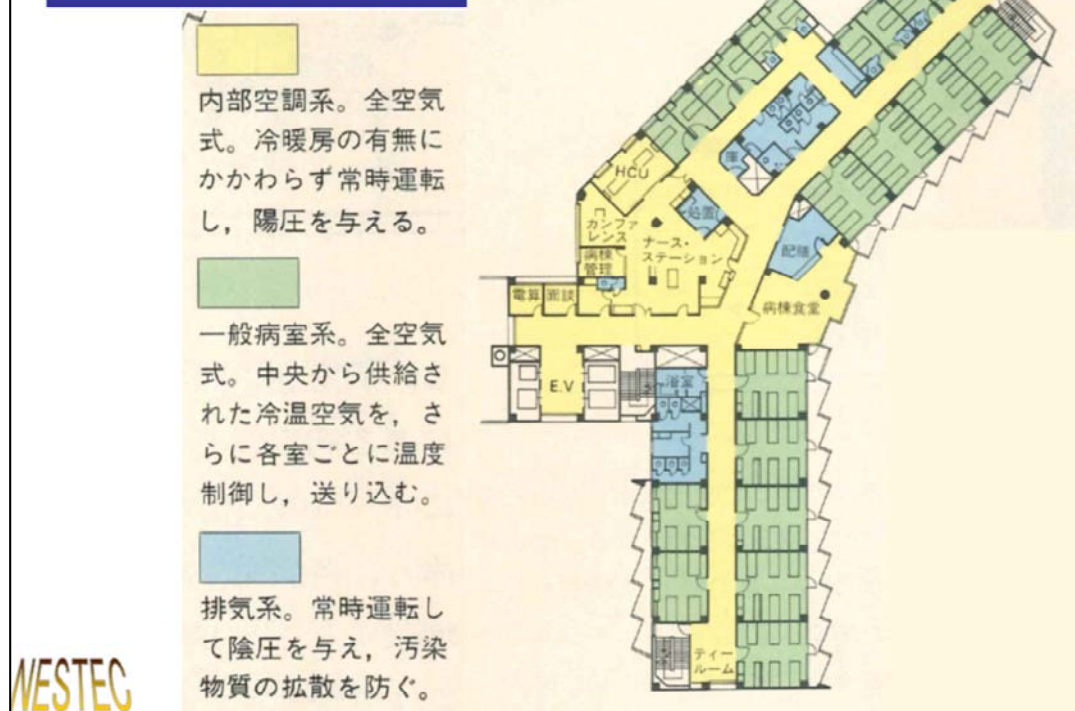 内部空調系。全空気
式。冷暖房の有無に
かかわらず常時運転
し，陽圧を与える。
一般病室系。全空気
式。中央から供給さ
れた冷温空気を，さ
らに各室ごとに温度
制御し，送り込む。
排気系。常時運転し
て陰圧を与え，汚染
物質の拡散を防ぐ。
HCU
庫
処置
カンファ
レンス
ナース・
ステーション
病棟
管理
配膳
電算
面談
病棟食堂
E.V
浴室
ティー
ルーム
WESTEC